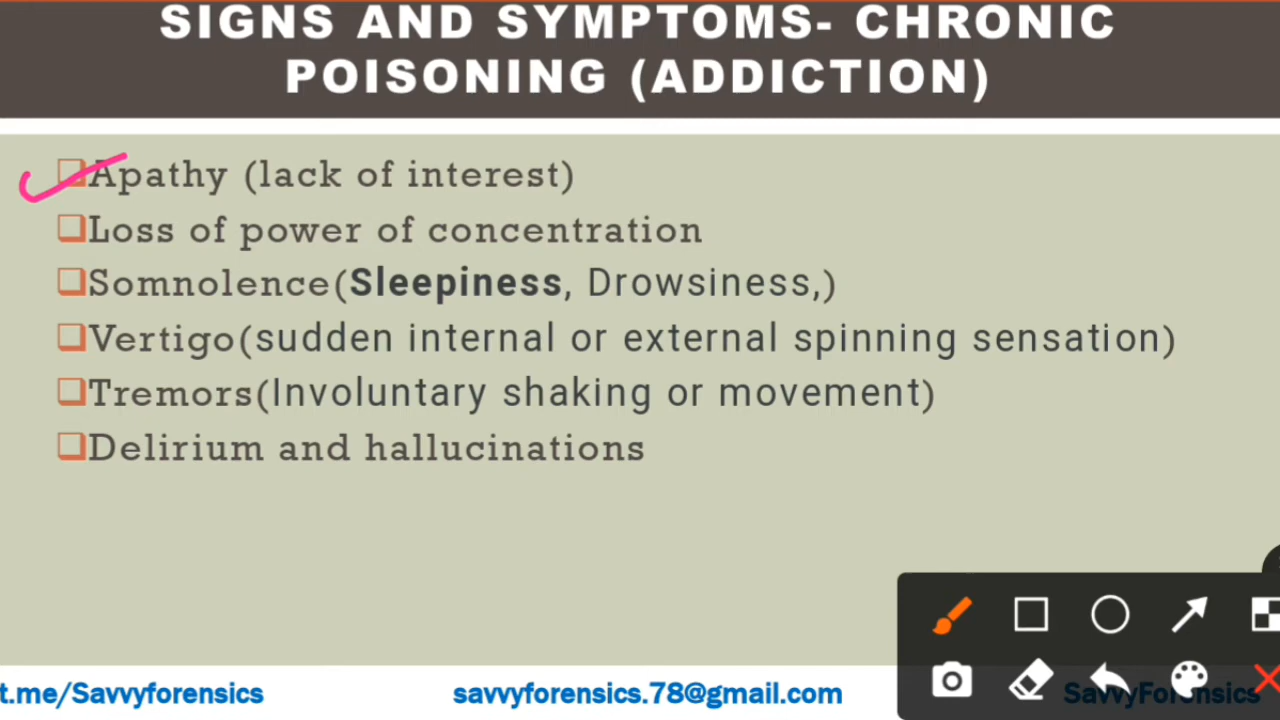 SIGNS AND SYMPTOMS- CHRONIC
POISONING (ADDICTION)
Apathy (lack of interest)
Loss of power of concentration
Somnolence(Sleepiness, Drowsiness,)
Vertigo(sudden internal or external spinning sensation)
Tremors(Involuntary shaking or movement)
Delirium and hallucinations
t.me/Savvyforensics
savvyforensics.78@gmail.com
SavvyForensics